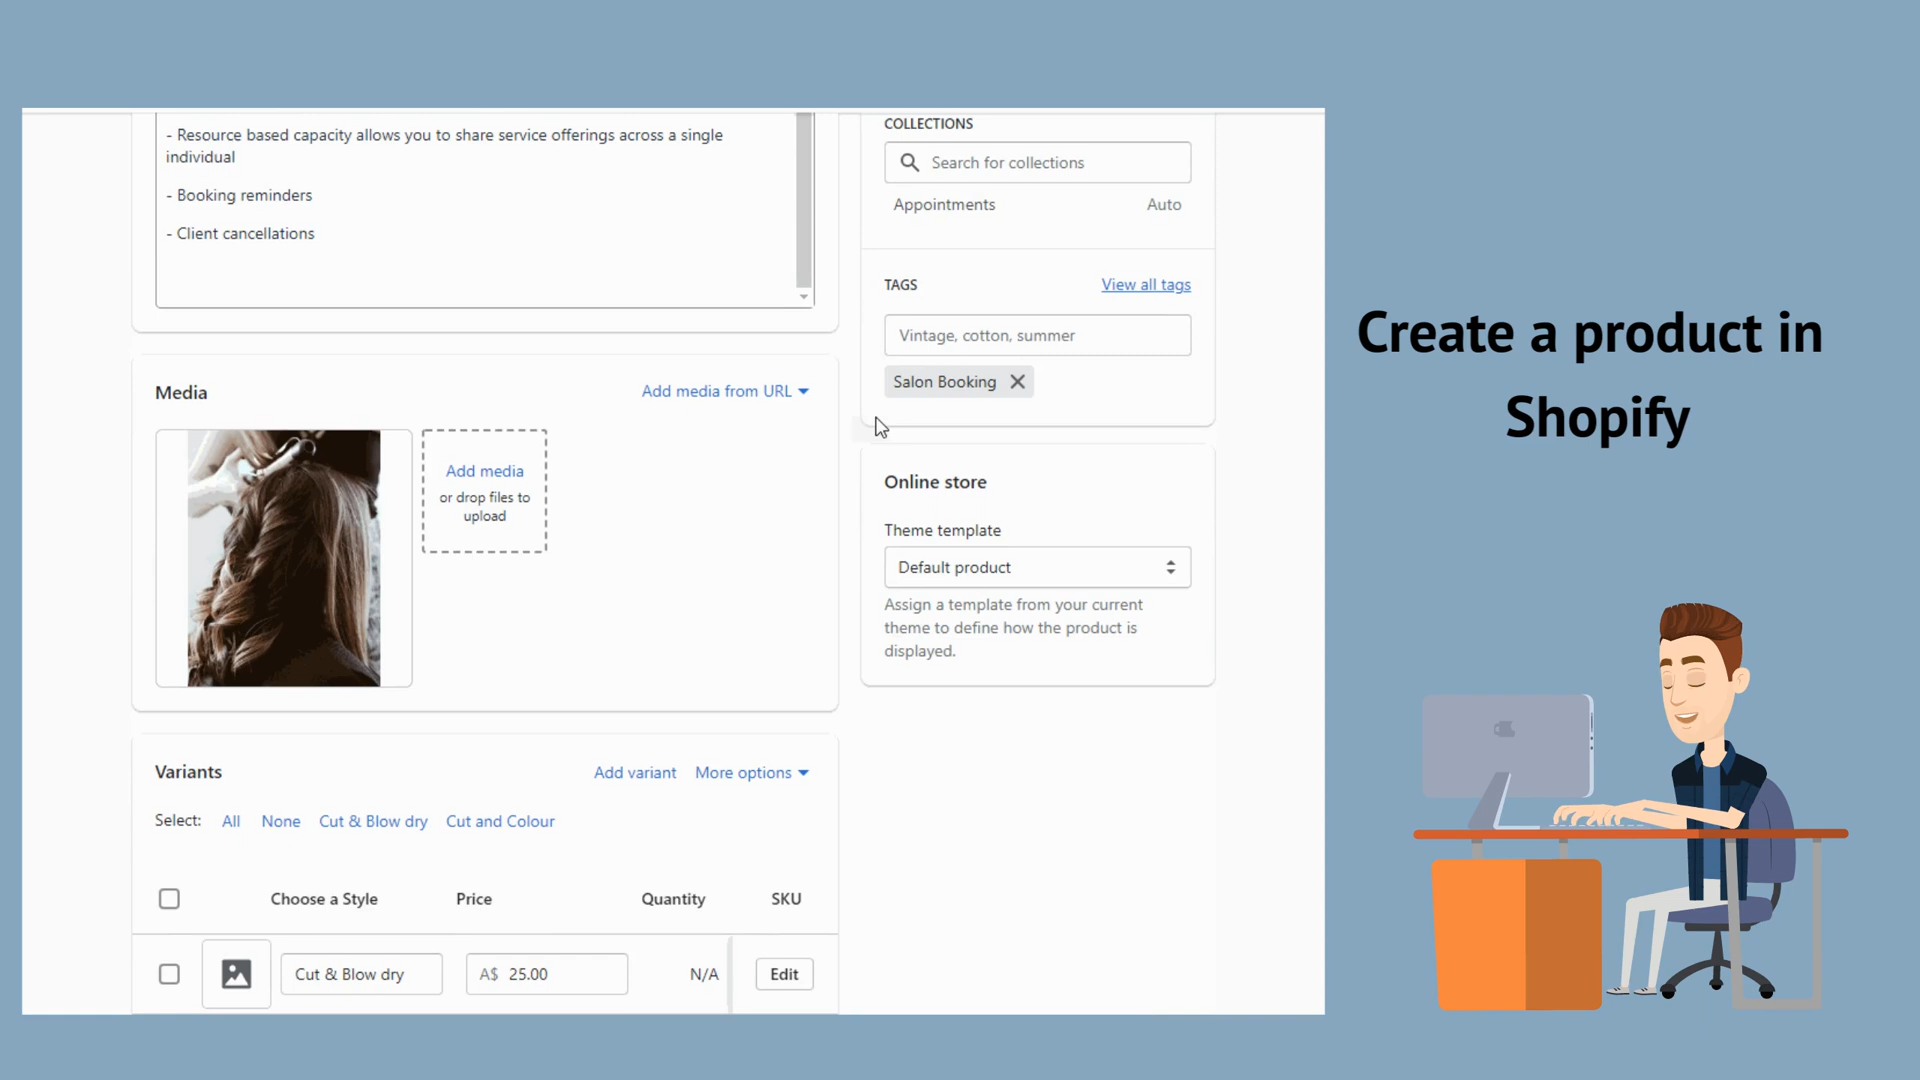 - Resource based capacity allows you to share service offerings across a single
individual
- Booking reminders
- Client cancellations
Media
Add media from URL
Add media
or drop files to
upload
Variants
Add variant
More options
Select:
All
None
Cut & Blow dry
Cut and Colour
Choose a Style
Price
Quantity
SKU
Cut & Blow dry
A$ 25.00
N/A
Edit
COLLECTIONS
Search for collections
Appointments
Auto
TAGS
View all tags
Vintage, cotton, summer
Salon Booking
Online store
Theme template
Default product
Assign a template from your current
theme to define how the product is
displayed.
Create a product in
Shopify